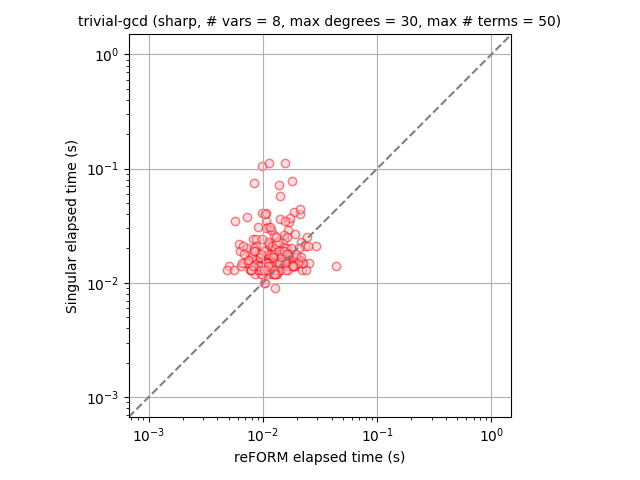 trivial-gcd (sharp, # vars = 8, max degrees = 30, max # terms = 50)
Singular elapsed time (s)
10⁰
10⁻¹
10⁻²
10⁻³
10⁻³ 10⁻² 10⁻¹ 10⁰
reFORM elapsed time (s)